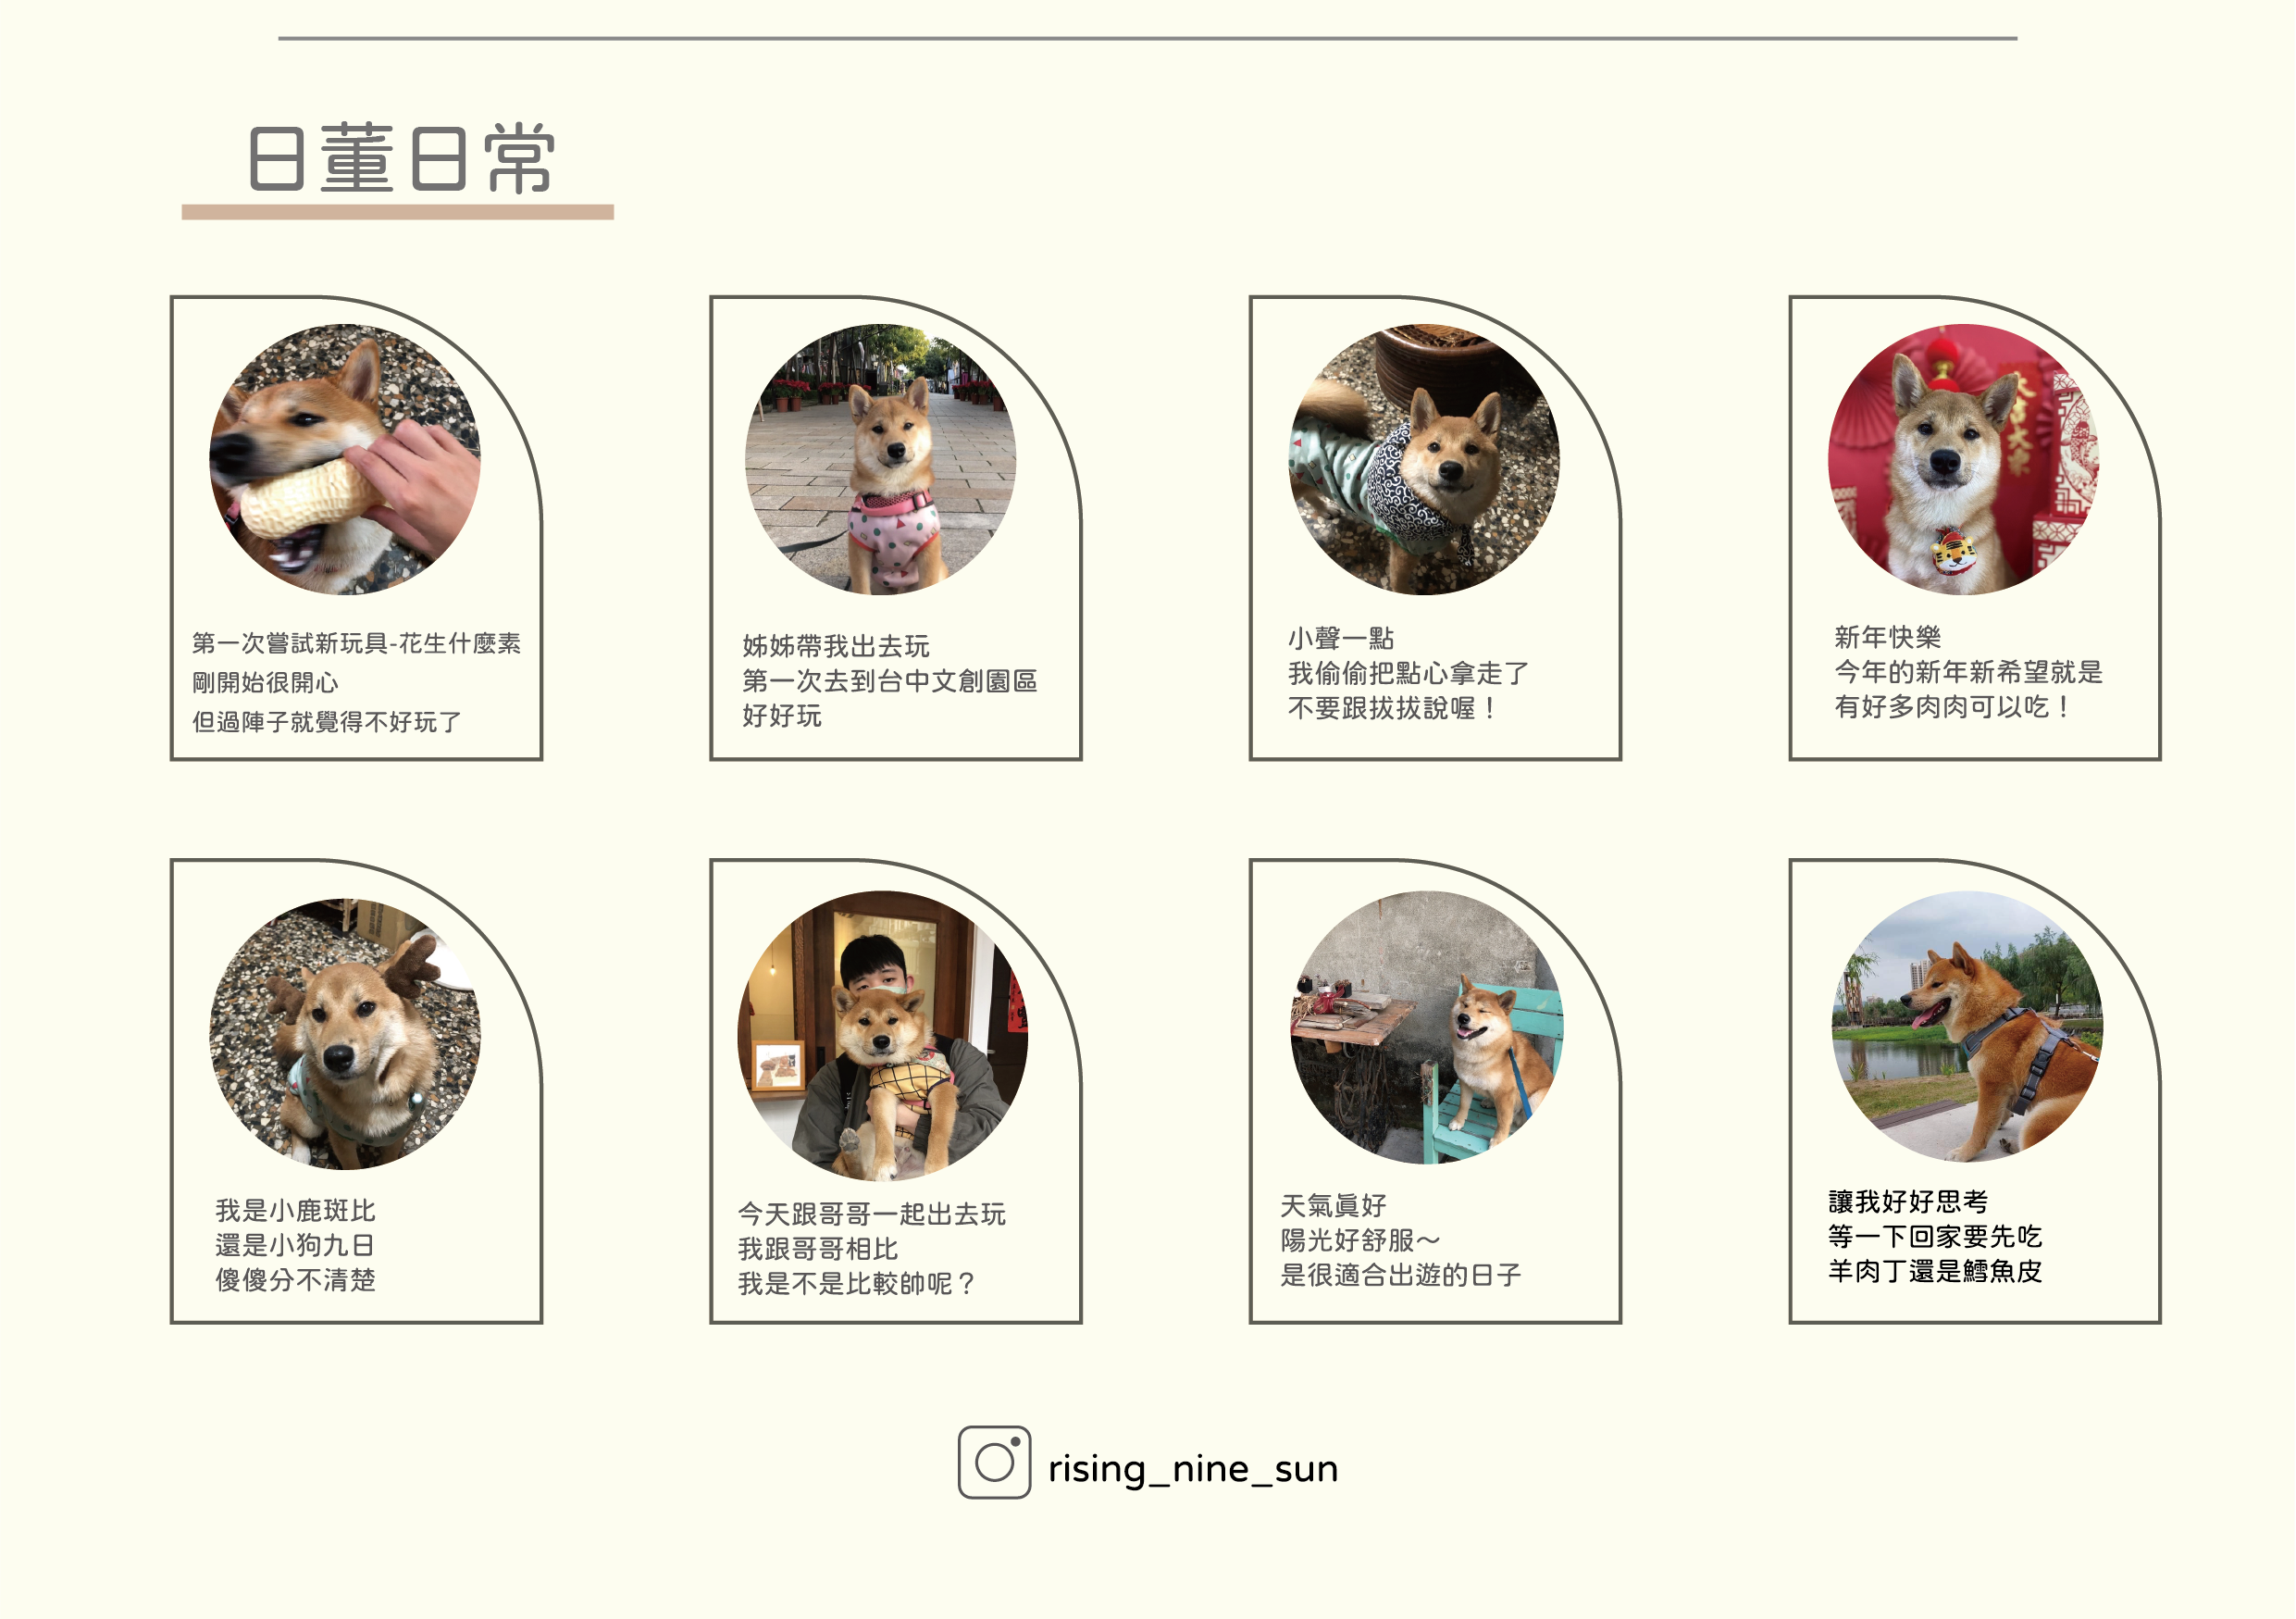 日董日常
第一次嘗試新玩具-花生什麼素
剛開始很開心
但過陣子就覺得不好玩了
姊姊帶我出去玩
第一次去到台中文創園區
好好玩
小聲一點
我偷偷把點心拿走了
不要跟拔拔說喔！
大吉大家
新年快樂
今年的新年新希望就是
有好多肉肉可以吃！
我是小鹿斑比
還是小狗九日
傻傻分不清楚
今天跟哥哥一起出去玩
我跟哥哥相比
我是不是比較帥呢？
天氣真好
陽光好舒服～
是很適合出遊的日子
讓我好好思考
等一下回家要先吃
羊肉丁還是鱈魚皮
rising_nine_sun